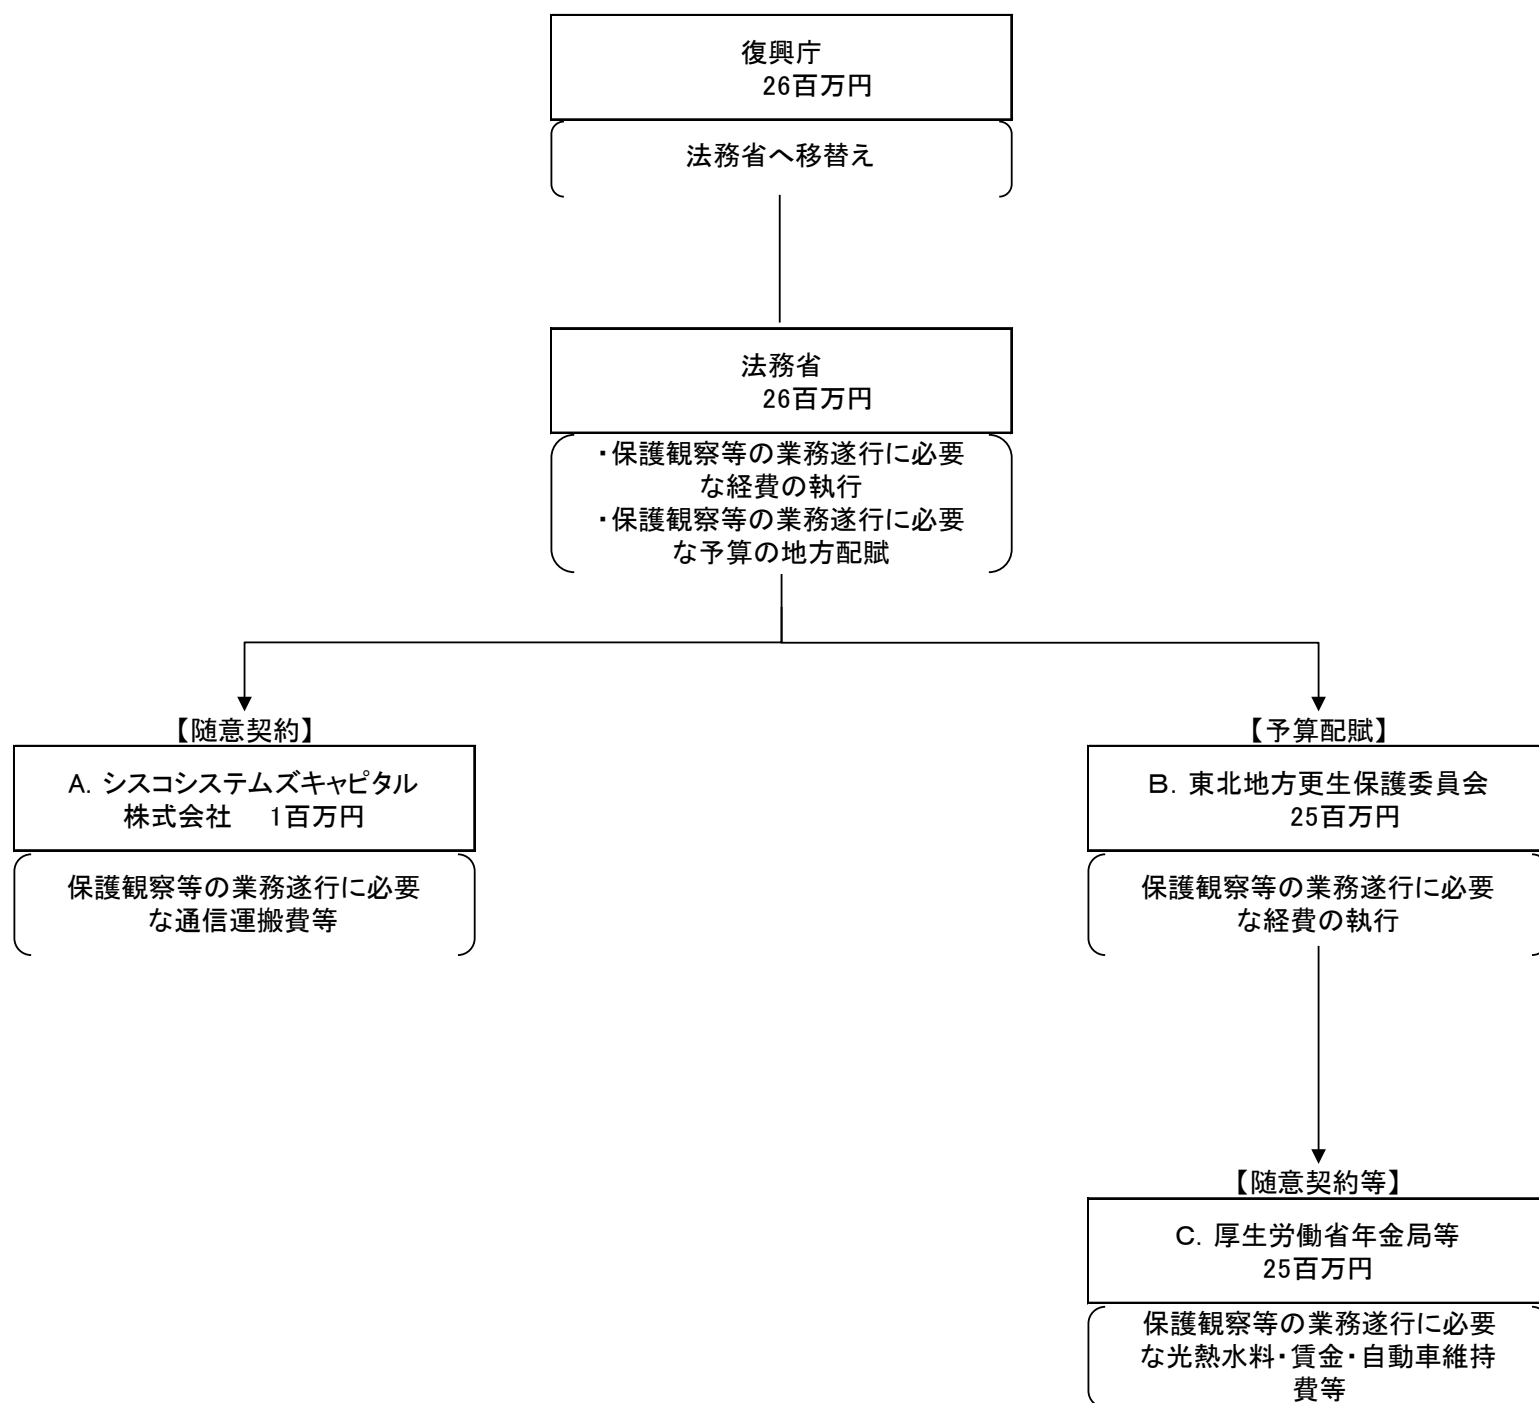 復興庁
26百万円
法務省へ移替え
法務省
26百万円
・保護観察等の業務遂行に必要
な経費の執行
・保護観察等の業務遂行に必要
な予算の地方配賦
【随意契約】
A．シスコシステムズキャピタル
株式会社　1百万円
保護観察等の業務遂行に必要
な通信運搬費等
【予算配賦】
B．東北地方更生保護委員会
25百万円
保護観察等の業務遂行に必要
な経費の執行
【随意契約等】
C．厚生労働省年金局等
25百万円
保護観察等の業務遂行に必要
な光熱水料・賃金・自動車維持
費等